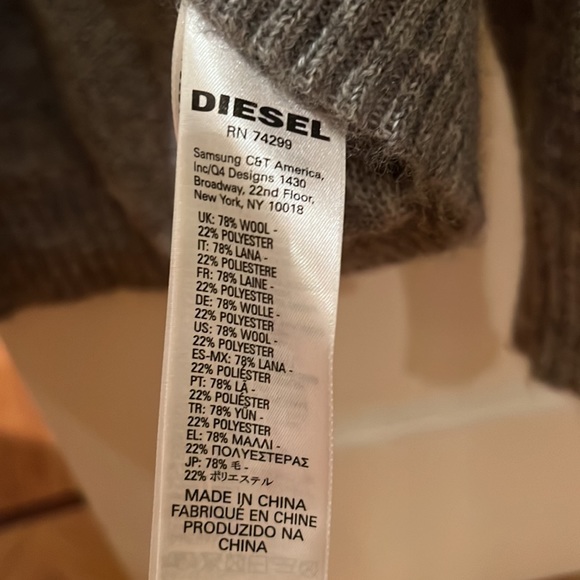 DIESEL
RN 74299
Samsung C&T America,
Inc/Q4 Designs 1430
Broadway, 22nd Floor,
New York, NY 10018
UK: 78% WOOL -
22% POLYESTER
IT: 78% LANA -
22% POLIESTERE
FR: 78% LAINE -
22% POLYESTER
DE: 78% WOLLE -
22% POLYESTER
US: 78% WOOL -
22% POLYESTER
ES-MX: 78% LANA -
22% POLIÉSTER
PT: 78% LÃ -
22% POLIÉSTER
TR: 78% YÜN -
22% POLYESTER
EL: 78% ΜΑΛΛΙ -
22% ΠΟΛΥΕΣΤΕΡΑΣ
JP: 78% 毛 -
22% ポリエステル
MADE IN CHINA
FABRIQUÉ EN CHINE
PRODUZIDO NA
CHINA